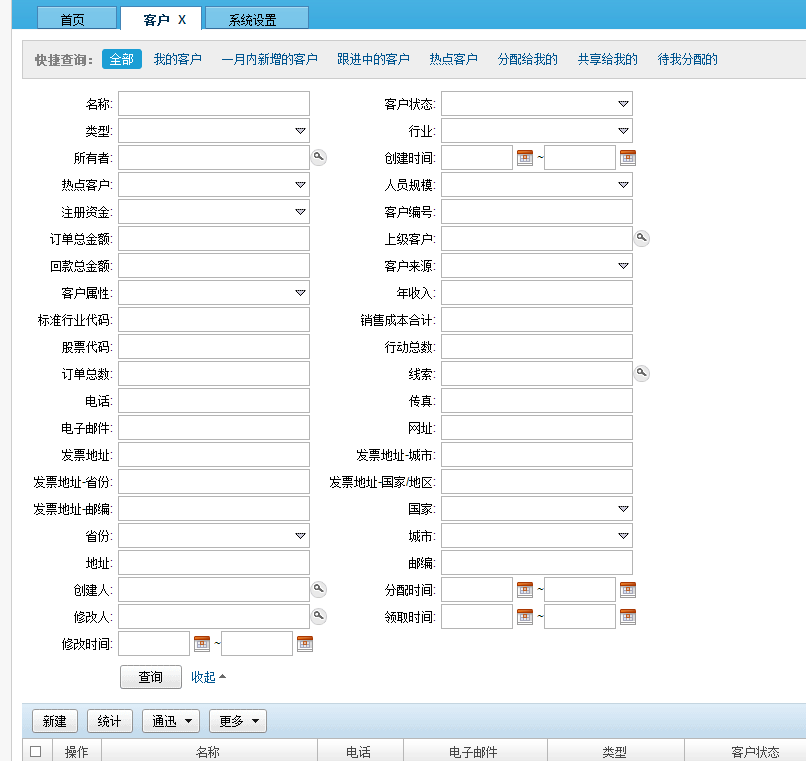 首页 客户 X 系统设置
快捷查询: 全部 我的客户 一月内新增的客户 跟进中的客户 热点客户 分配给我的 共享给我的 待我分配的
名称: 客户状态:
类型: 行业:
所有者: 创建时间: ~
热点客户: 人员规模:
注册资金: 客户编号:
订单总金额: 上级客户:
回款总金额: 客户来源:
客户属性: 年收入:
标准行业代码: 销售成本合计:
股票代码: 行动总数:
订单总数: 线索:
电话: 传真:
电子邮件: 网址:
发票地址: 发票地址-城市:
发票地址-省份: 发票地址-国家/地区:
发票地址-邮编: 国家:
省份: 城市:
地址: 邮编:
创建人: 分配时间: ~
修改人: 领取时间: ~
修改时间: ~
查询 收起
新建 统计 通迅 更多
操作 名称 电话 电子邮件 类型 客户状态